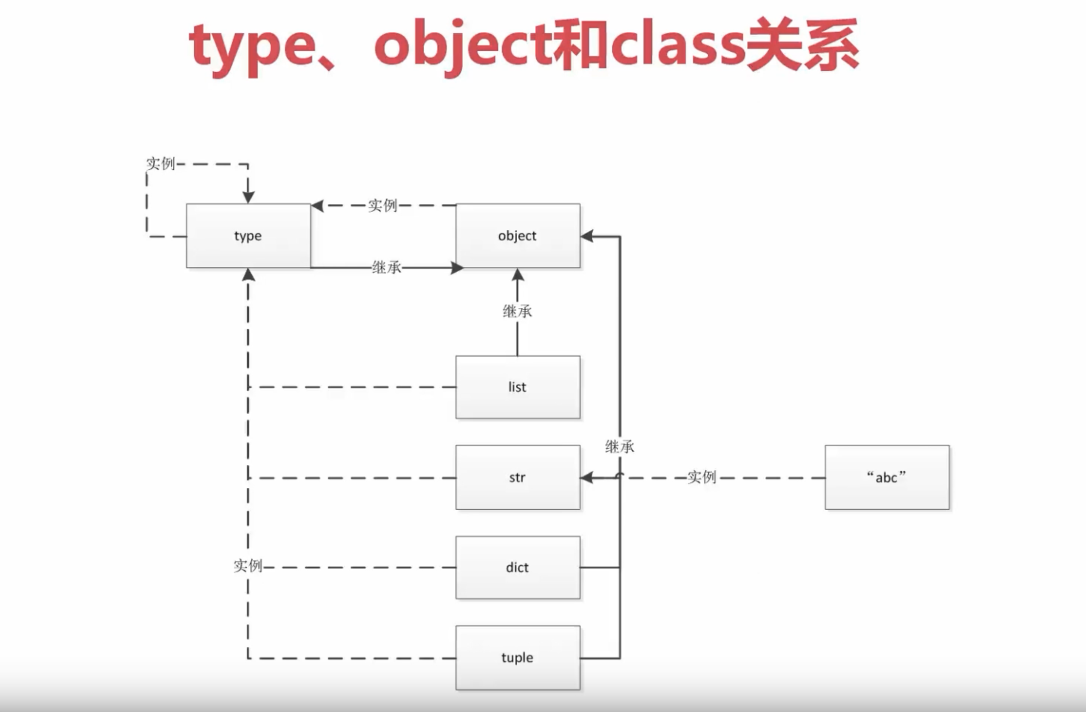 type、object和class关系
实例
实例
type
object
继承
继承
list
继承
str
实例
“abc”
实例
dict
tuple